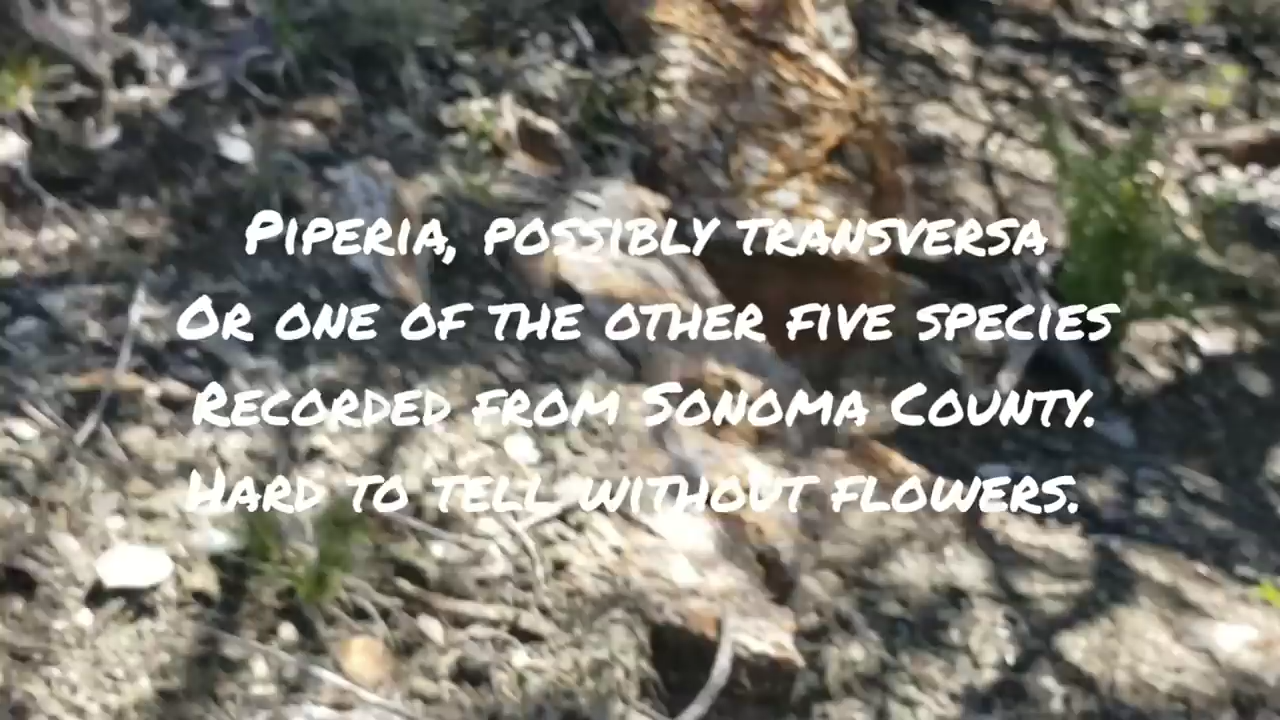 Piperia, possibly transversa
Or one of the other five species
Recorded from Sonoma County.
Hard to tell without flowers.